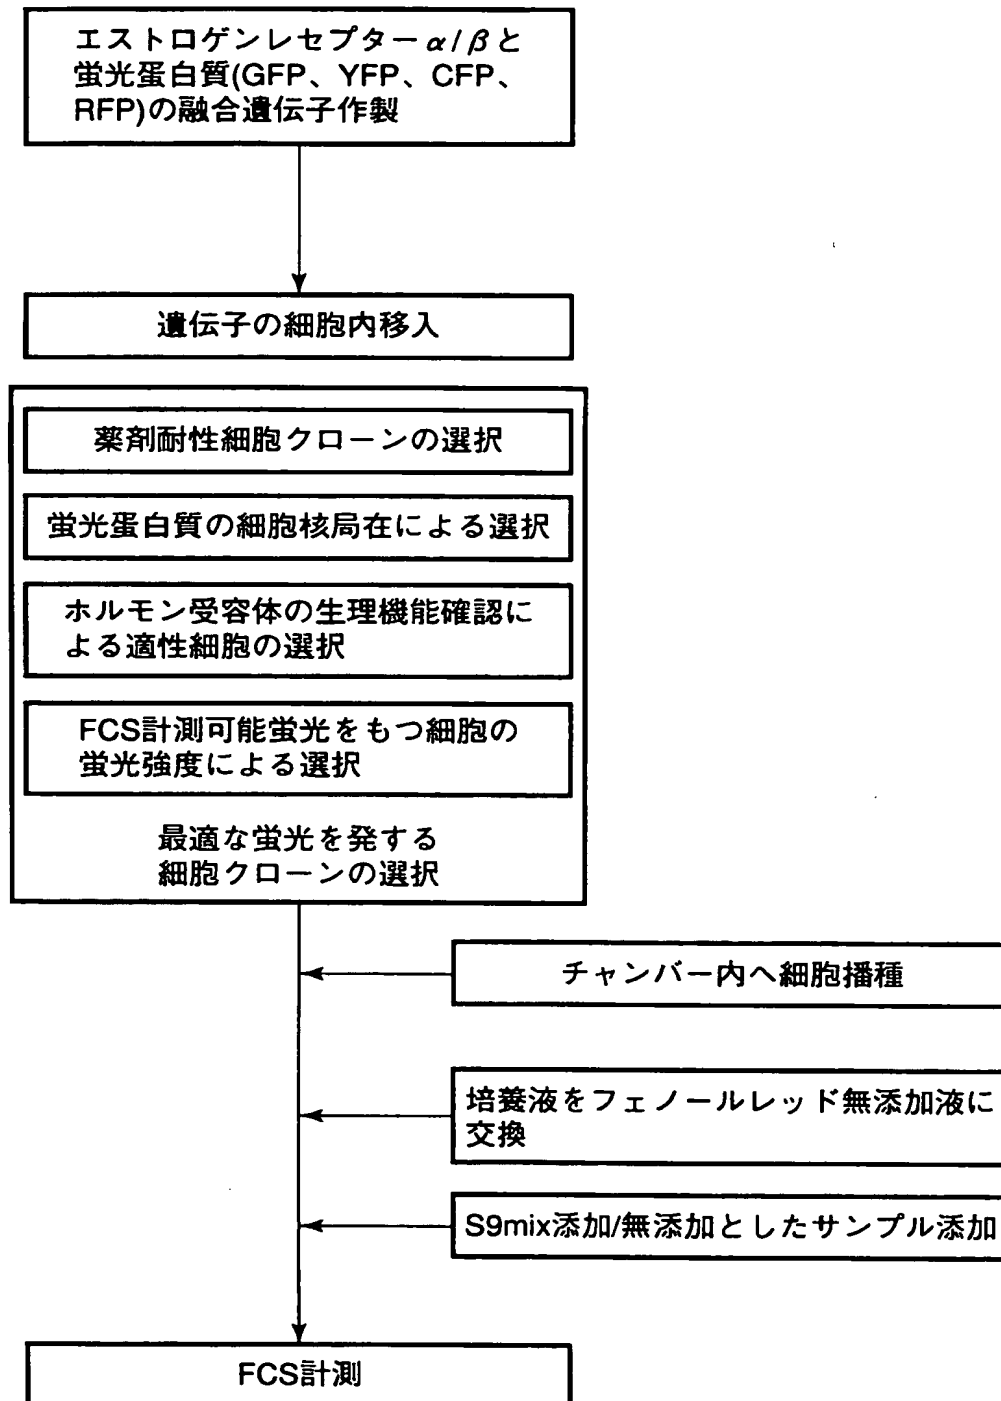 エストロゲンレセプターα/βと
蛍光蛋白質(GFP、YFP、CFP、
RFP)の融合遺伝子作製
遺伝子の細胞内移入
薬剤耐性細胞クローンの選択
蛍光蛋白質の細胞核局在による選択
ホルモン受容体の生理機能確認に
よる適性細胞の選択
FCS計測可能蛍光をもつ細胞の
蛍光強度による選択
最適な蛍光を発する
細胞クローンの選択
チャンバー内へ細胞播種
培養液をフェノールレッド無添加液に
交換
S9mix添加/無添加としたサンプル添加
FCS計測